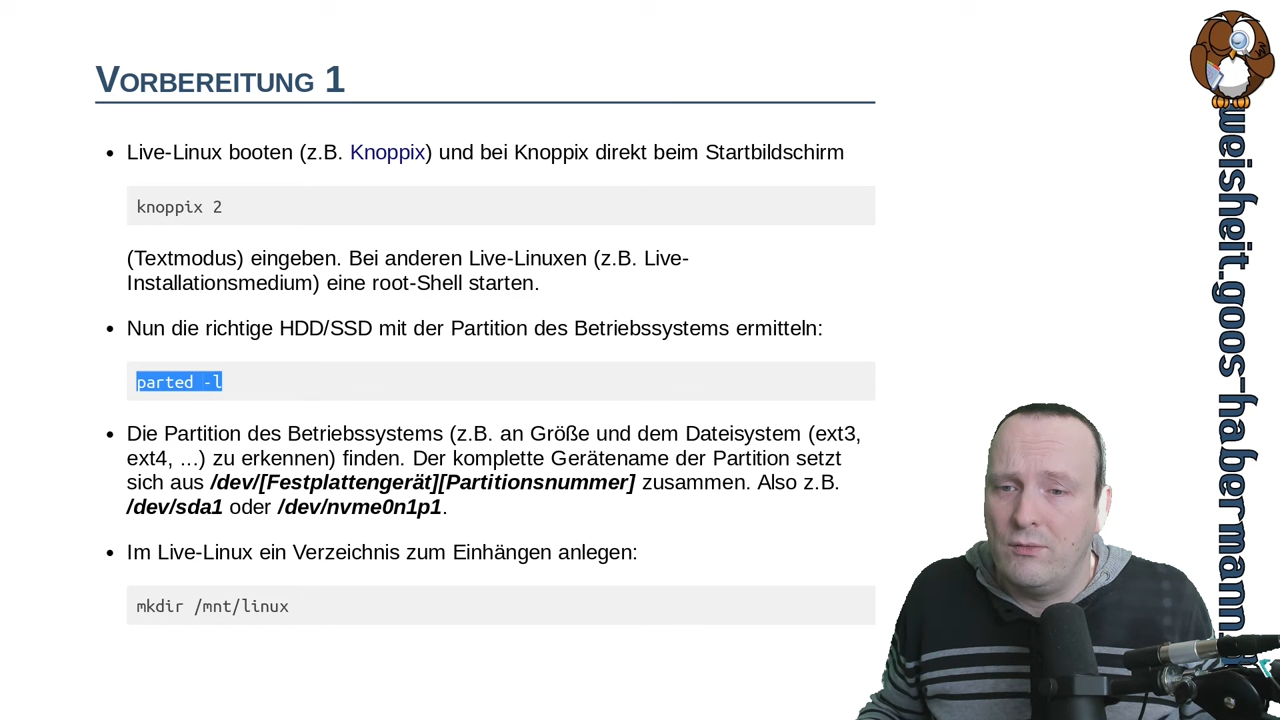 Vorbereitung 1
• Live-Linux booten (z.B. Knoppix) und bei Knoppix direkt beim Startbildschirm
knoppix 2
(Textmodus) eingeben. Bei anderen Live-Linuxen (z.B. Live-
Installationsmedium) eine root-Shell starten.
• Nun die richtige HDD/SSD mit der Partition des Betriebssystems ermitteln:
parted -l
• Die Partition des Betriebssystems (z.B. an Größe und dem Dateisystem (ext3,
ext4, ...) zu erkennen) finden. Der komplette Gerätename der Partition setzt
sich aus /dev/[Festplattengerät][Partitionsnummer] zusammen. Also z.B.
/dev/sda1 oder /dev/nvme0n1p1.
• Im Live-Linux ein Verzeichnis zum Einhängen anlegen:
mkdir /mnt/linux
weisheit.goos-habermann